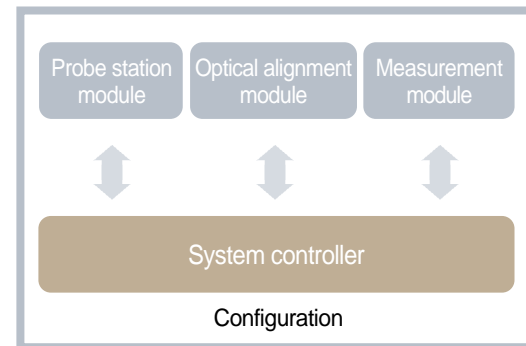 Probe station
module
Optical alignment
module
Measurement
module
System controller
Configuration